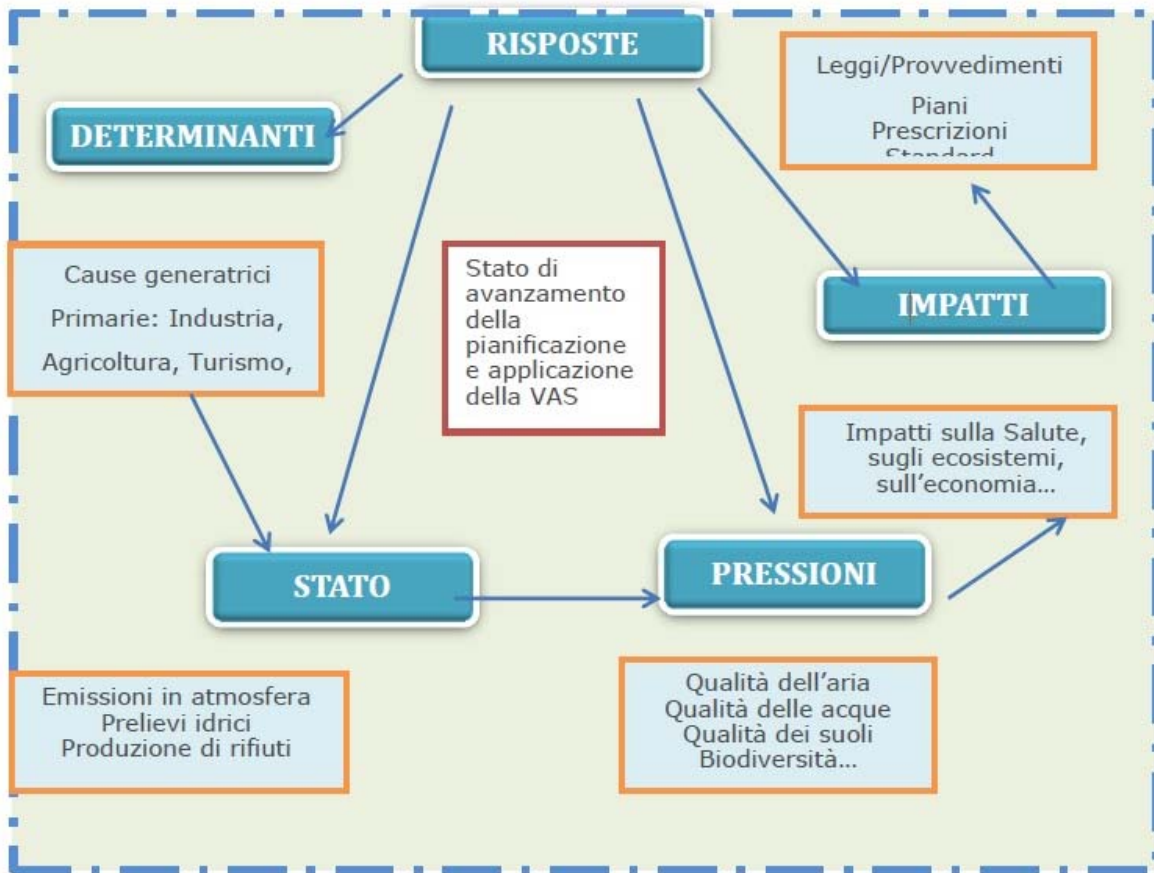 RISPOSTE
Leggi/Provvedimenti
Piani
Prescrizioni
Standard
DETERMINANTI
Cause generatrici
Primarie: Industria,
Agricoltura, Turismo,
Stato di
avanzamento
della
pianificazione
e applicazione
della VAS
IMPATTI
Impatti sulla Salute,
sugli ecosistemi,
sull'economia...
STATO
PRESSIONI
Emissioni in atmosfera
Prelievi idrici
Produzione di rifiuti
Qualità dell'aria
Qualità delle acque
Qualità dei suoli
Biodiversità...